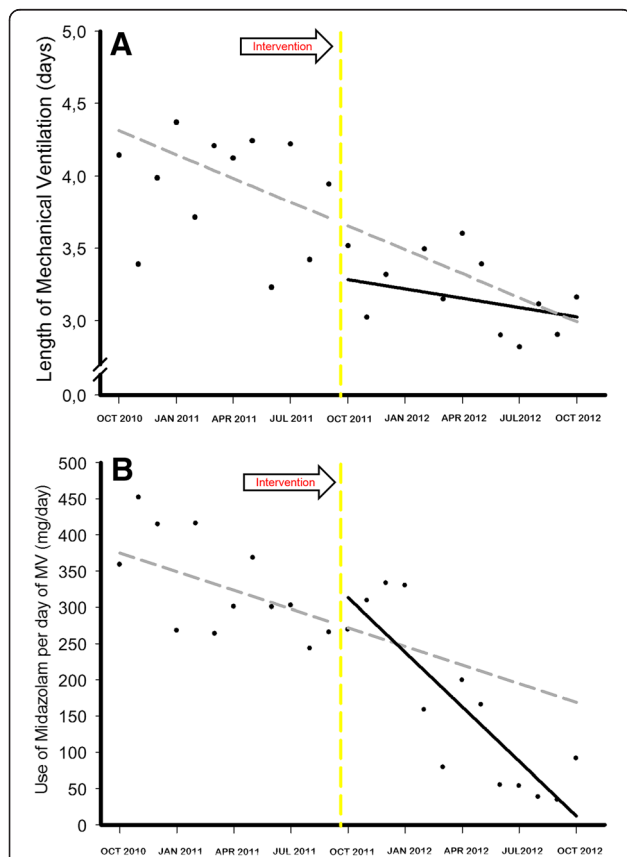 A
Intervention
Length of Mechanical Ventilation (days)
5,0
4,5
4,0
3,5
3,0
0,0
OCT 2010 JAN 2011 APR 2011 JUL 2011 OCT 2011 JAN 2012 APR 2012 JUL 2012 OCT 2012
B
Intervention
Use of Midazolam per day of MV (mg/day)
500
450
400
350
300
250
200
150
100
50
0
OCT 2010 JAN 2011 APR 2011 JUL 2011 OCT 2011 JAN 2012 APR 2012 JUL 2012 OCT 2012